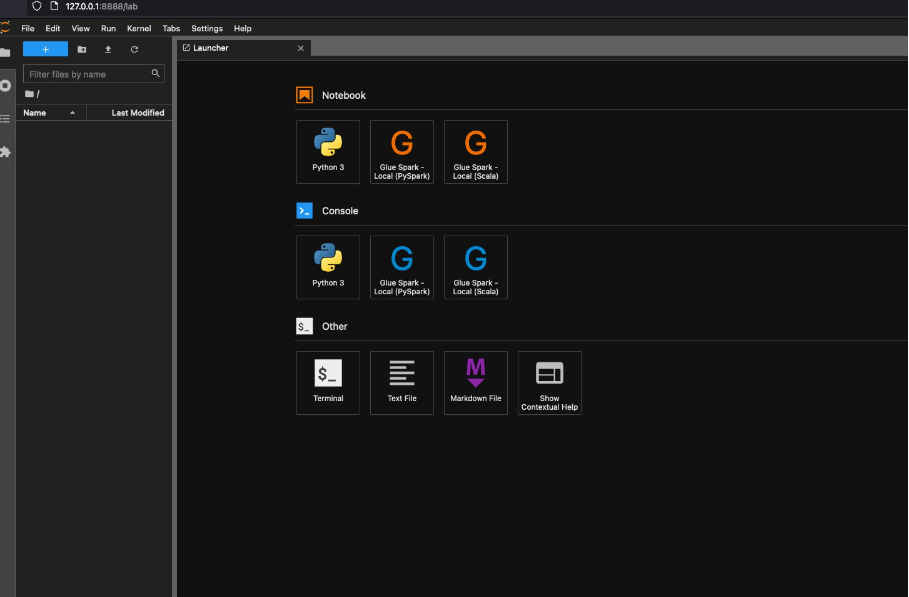 127.0.0.1:8888/lab
File Edit View Run Kernel Tabs Settings Help
+
Launcher
Filter files by name
/
Name Last Modified
Notebook
Python 3
Glue Spark -
Local (PySpark)
Glue Spark -
Local (Scala)
Console
Python 3
Glue Spark -
Local (PySpark)
Glue Spark -
Local (Scala)
$_ Other
$_
Terminal
Text File
Markdown File
Show
Contextual Help